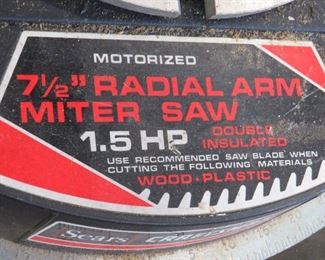 MOTORIZED
7½" RADIAL ARM
MITER SAW
1.5 HP DOUBLE INSULATED
USE RECOMMENDED SAW BLADE WHEN
CUTTING THE FOLLOWING MATERIALS
WOOD • PLASTIC
Sears